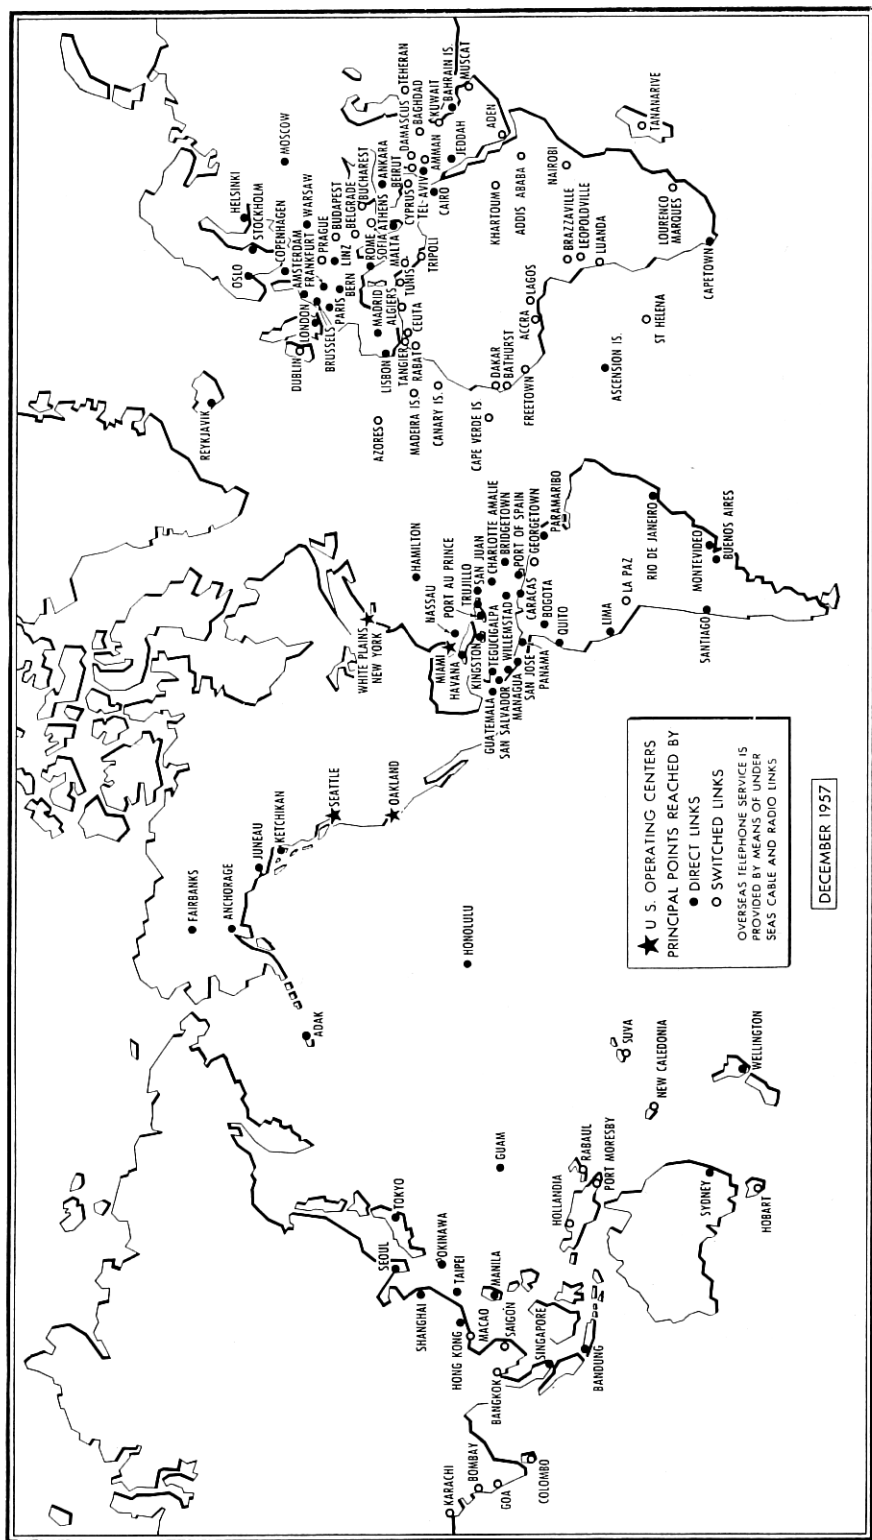 FAIRBANKS
ANCHORAGE
JUNEAU
KETCHIKAN
SEATTLE
OAKLAND
ADAK
HONOLULU
WHITE PLAINS
NEW YORK
HAMILTON
NASSAU
PORT AU PRINCE
TRUJILLO
SAN JUAN
CHARLOTTE AMALIE
BRIDGETOWN
PORT OF SPAIN
GEORGETOWN
PARAMARIBO
MIAMI
HAVANA
KINGSTON
TEGUCIGALPA
WILLEMSTAD
CARACAS
BOGOTA
GUATEMALA
SAN SALVADOR
MANAGUA
SAN JOSE
PANAMA
QUITO
LIMA
LA PAZ
RIO DE JANEIRO
MONTEVIDEO
BUENOS AIRES
SANTIAGO
REYKJAVIK
OSLO
HELSINKI
STOCKHOLM
COPENHAGEN
MOSCOW
AMSTERDAM
FRANKFURT
WARSAW
PRAGUE
BUDAPEST
BELGRADE
BUCHAREST
DUBLIN
LONDON
BRUSSELS
PARIS
BERN
LINZ
ROME
SOFIA
ATHENS
ANKARA
BEIRUT
DAMASCUS
TEHERAN
BAGHDAD
KUWAIT
BAHRAIN IS.
MUSCAT
LISBON
MADRID
ALGIERS
TUNIS
MALTA
CYPRUS
TEL-AVIV
AMMAN
CAIRO
JEDDAH
ADEN
TANGIER
RABAT
CEUTA
TRIPOLI
AZORES
MADEIRA IS.
CANARY IS.
CAPE VERDE IS.
DAKAR
BATHURST
FREETOWN
ACCRA
LAGOS
KHARTOUM
ADDIS ABABA
NAIROBI
BRAZZAVILLE
LEOPOLDVILLE
LUANDA
TANANARIVE
LOURENCO
MARQUES
CAPETOWN
ASCENSION IS.
ST HELENA
SEOUL
TOKYO
SHANGHAI
OKINAWA
TAIPEI
HONG KONG
MACAO
MANILA
GUAM
SAIGON
BANGKOK
SINGAPORE
BANDUNG
KARACHI
BOMBAY
GOA
COLOMBO
HOLLANDIA
RABAUL
PORT MORESBY
SUVA
NEW CALEDONIA
WELLINGTON
SYDNEY
HOBART
U.S. OPERATING CENTERS
PRINCIPAL POINTS REACHED BY
DIRECT LINKS
SWITCHED LINKS
OVERSEAS TELEPHONE SERVICE IS
PROVIDED BY MEANS OF UNDER
SEAS CABLE AND RADIO LINKS
DECEMBER 1957